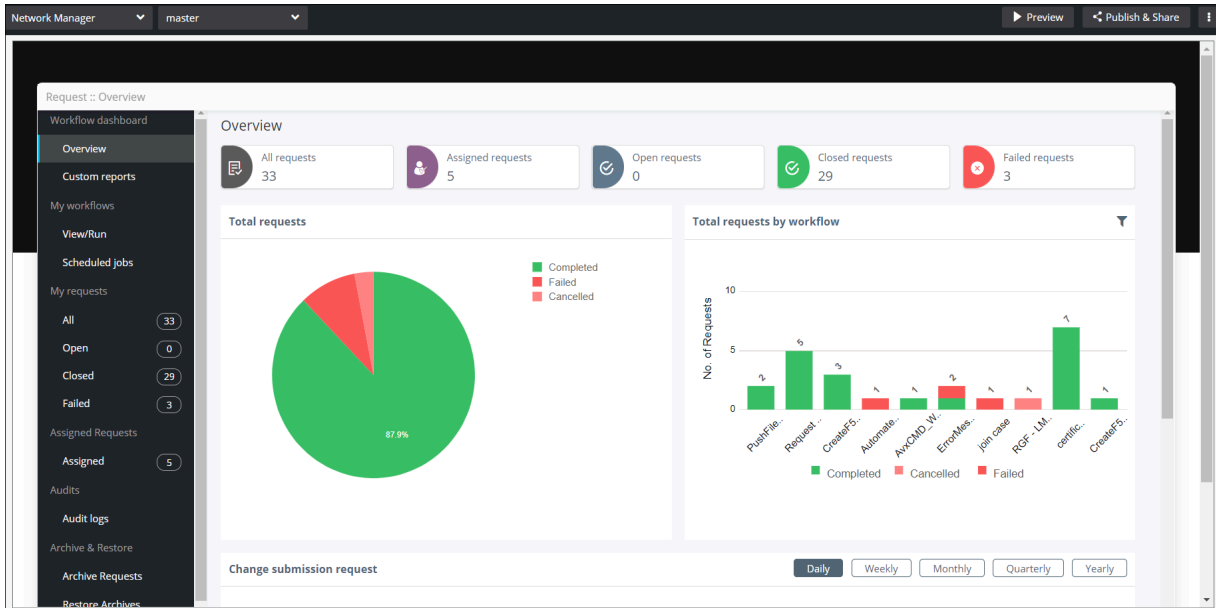 Network Manager master Preview Publish & Share
Request :: Overview
Workflow dashboard
Overview
Custom reports
My workflows
View/Run
Scheduled jobs
My requests
All 33
Open 0
Closed 29
Failed 3
Assigned Requests
Assigned 5
Audits
Audit logs
Archive & Restore
Archive Requests
Restore Archives
Overview
All requests
33
Assigned requests
5
Open requests
0
Closed requests
29
Failed requests
3
Total requests
Completed
Failed
Cancelled
87.9%
Total requests by workflow
No. of Requests
10
5
0
2 5 3 1 1 2 1 1 7 1
PushFile.. Request .. CreateF5.. Automate.. AvxCMD_W.. ErrorMes.. join case RGF - LM.. certific.. CreateF5..
Completed Cancelled Failed
Change submission request
Daily Weekly Monthly Quarterly Yearly